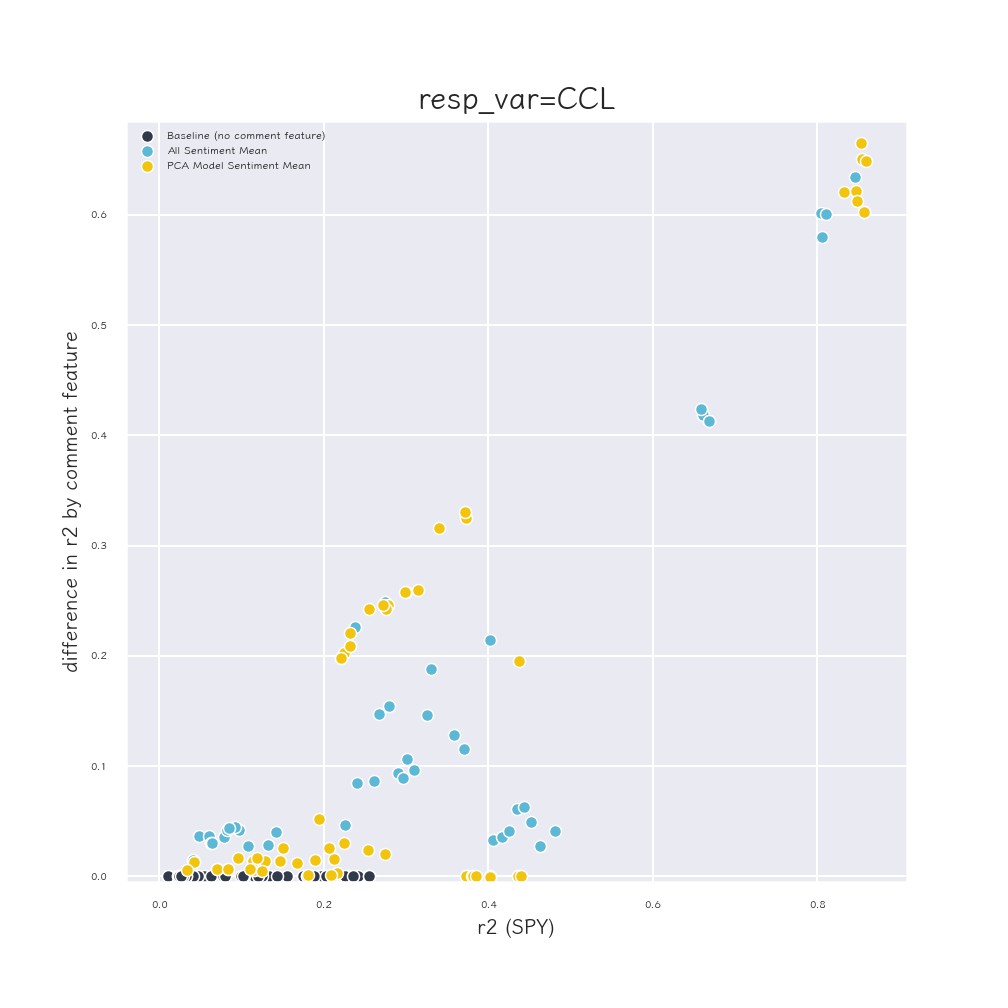 resp_var=CCL
Baseline (no comment feature)
All Sentiment Mean
PCA Model Sentiment Mean
difference in r2 by comment feature
0.6
0.5
0.4
0.3
0.2
0.1
0.0
0.0 0.2 0.4 0.6 0.8
r2 (SPY)